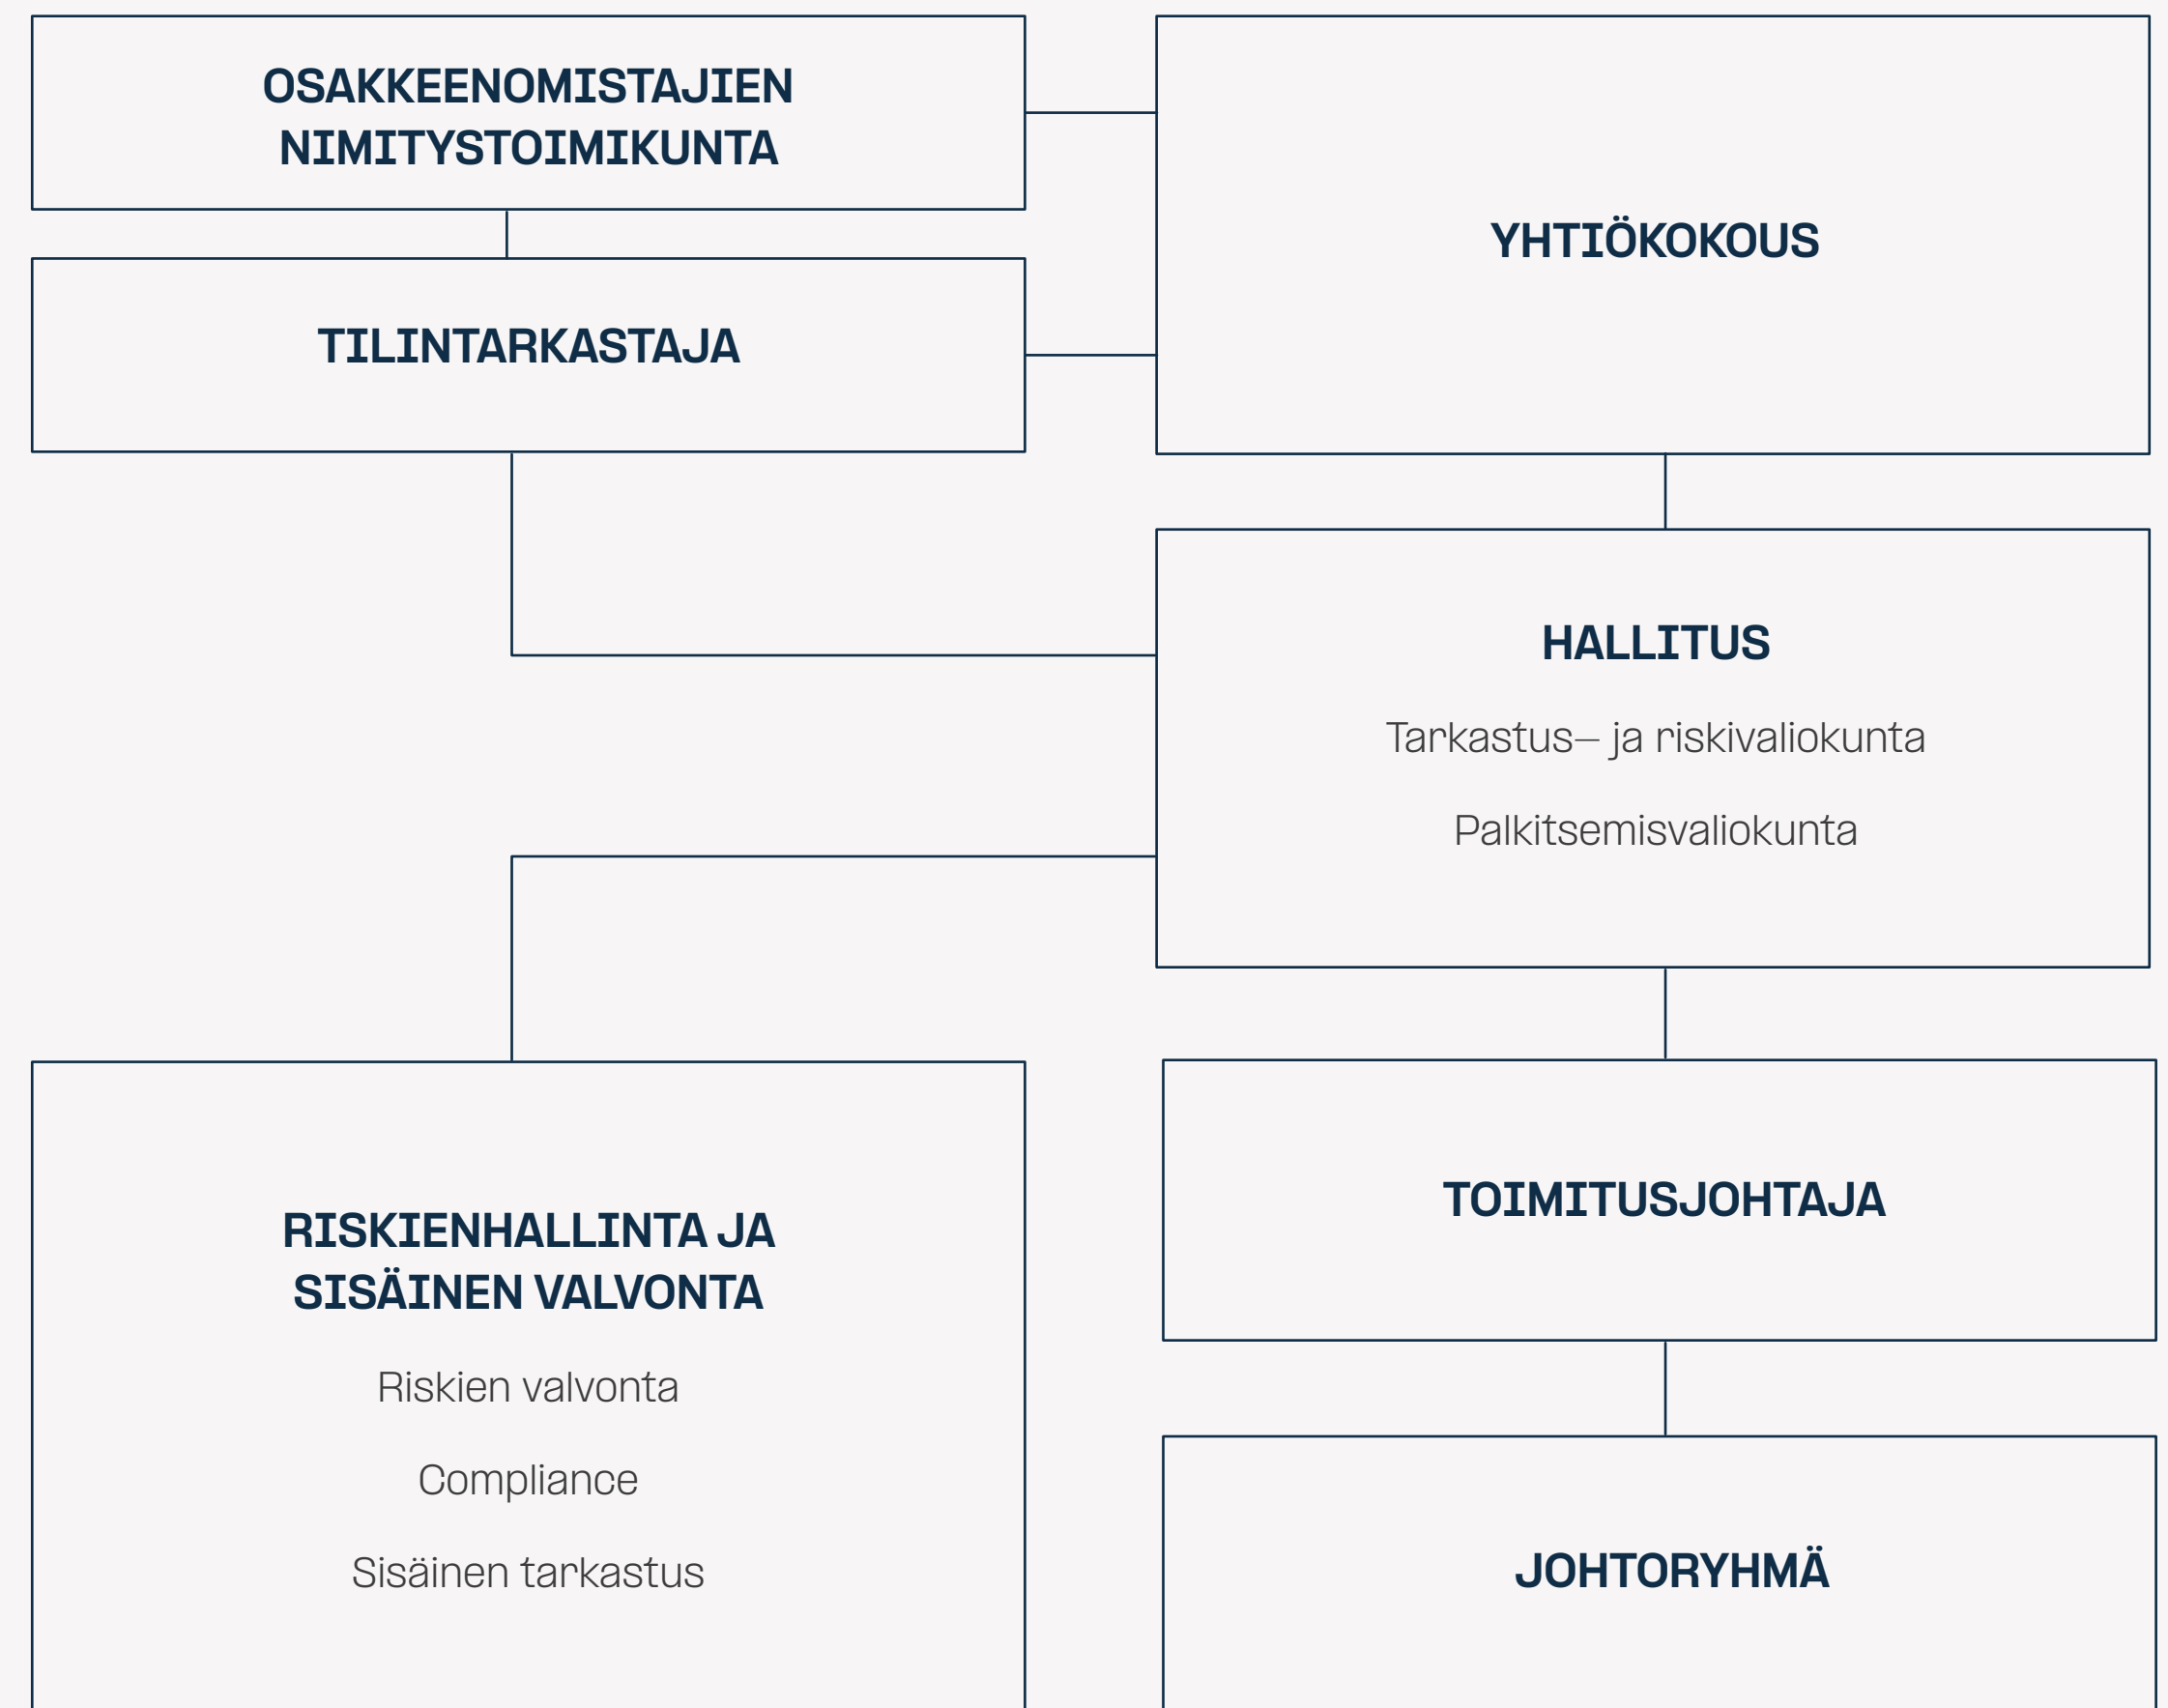 OSAKKEENOMISTAJIEN
NIMITYSTOIMIKUNTA
YHTIÖKOKOUS
TILINTARKASTAJA
HALLITUS
Tarkastus– ja riskivaliokunta
Palkitsemisvaliokunta
RISKIENHALLINTA JA
SISÄINEN VALVONTA
Riskien valvonta
Compliance
Sisäinen tarkastus
TOIMITUSJOHTAJA
JOHTORYHMÄ